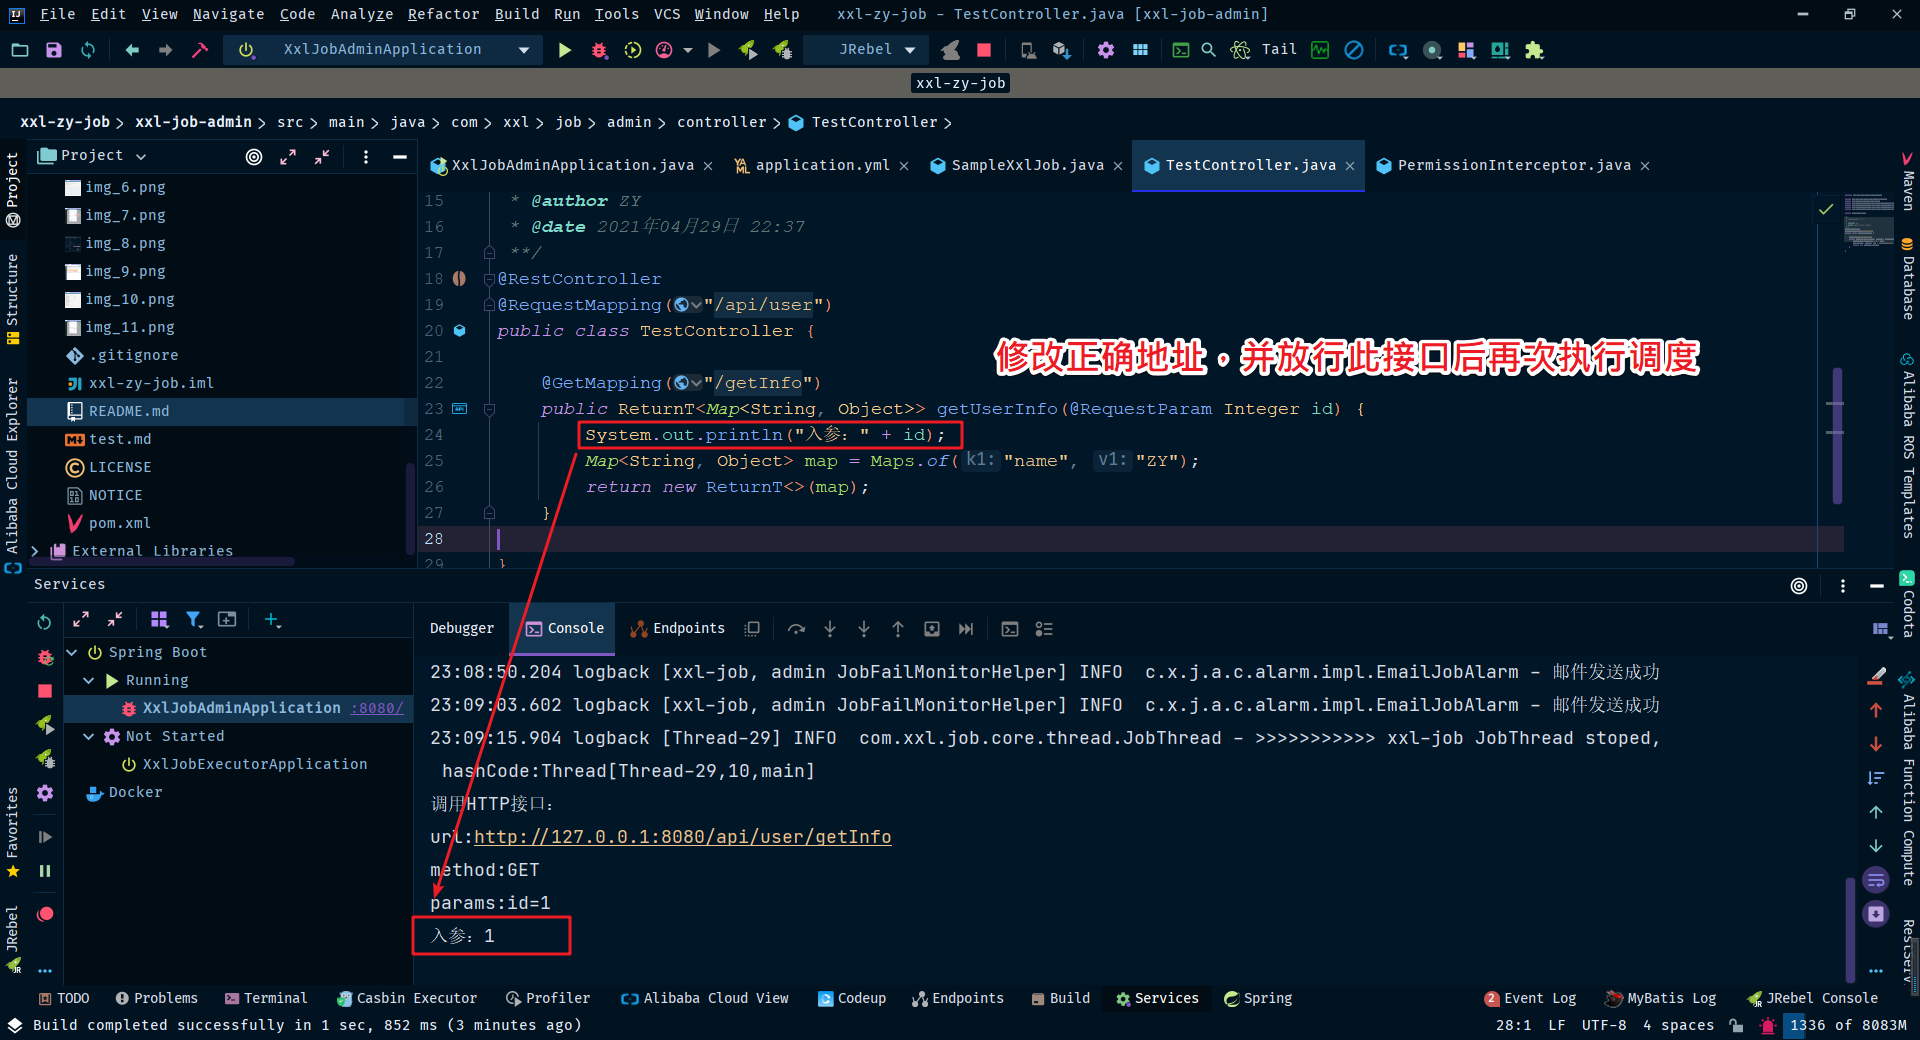 File Edit View Navigate Code Analyze Refactor Build Run Tools VCS Window Help xxl-zy-job - TestController.java [xxl-job-admin]
XxlJobAdminApplication JRebel Tail
xxl-zy-job
xxl-zy-job > xxl-job-admin > src > main > java > com > xxl > job > admin > controller > TestController >
Project
XxlJobAdminApplication.java application.yml SampleXxlJob.java TestController.java PermissionInterceptor.java
img_6.png
img_7.png
img_8.png
img_9.png
img_10.png
img_11.png
.gitignore
xxl-zy-job.iml
README.md
test.md
LICENSE
NOTICE
pom.xml
External Libraries
15 * @author ZY
16 * @date 2021年04月29日 22:37
17 **/
18 @RestController
19 @RequestMapping("/api/user")
20 public class TestController {
21
修改正确地址，并放行此接口后再次执行调度
22 @GetMapping("/getInfo")
23 public ReturnT<Map<String, Object>> getUserInfo(@RequestParam Integer id) {
24 System.out.println("入参：" + id);
25 Map<String, Object> map = Maps.of( k1: "name", v1: "ZY");
26 return new ReturnT<>(map);
27 }
28
29 }
Project
Structure
Alibaba Cloud Explorer
Favorites
JRebel
Maven
Database
Alibaba ROS Templates
Codota
Alibaba Function Compute
RestServ
Services
Debugger Console Endpoints
Spring Boot
Running
XxlJobAdminApplication :8080/
Not Started
XxlJobExecutorApplication
Docker
23:08:50.204 logback [xxl-job, admin JobFailMonitorHelper] INFO c.x.j.a.c.alarm.impl.EmailJobAlarm - 邮件发送成功
23:09:03.602 logback [xxl-job, admin JobFailMonitorHelper] INFO c.x.j.a.c.alarm.impl.EmailJobAlarm - 邮件发送成功
23:09:15.904 logback [Thread-29] INFO com.xxl.job.core.thread.JobThread - >>>>>>>>>>> xxl-job JobThread stoped,
hashCode:Thread[Thread-29,10,main]
调用HTTP接口：
url:http://127.0.0.1:8080/api/user/getInfo
method:GET
params:id=1
入参：1
TODO Problems Terminal Casbin Executor Profiler Alibaba Cloud View Codeup Endpoints Build Services Spring 2 Event Log MyBatis Log JRebel Console
Build completed successfully in 1 sec, 852 ms (3 minutes ago) 28:1 LF UTF-8 4 spaces 1336 of 8083M